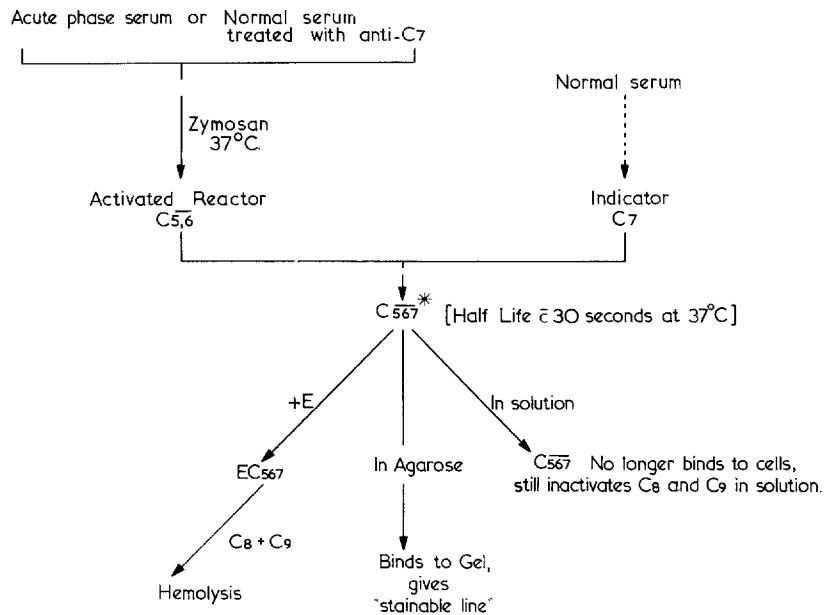 Acute phase serum or Normal serum
treated with anti-C7
Normal serum
Zymosan
37°C.
Activated Reactor
C5,6
Indicator
C7
C567* [Half Life c̄ 30 seconds at 37°C]
+E
In solution
EC567
In Agarose
C567 No longer binds to cells,
still inactivates C8 and C9 in solution.
C8 + C9
Hemolysis
Binds to Gel,
gives
"stainable line"